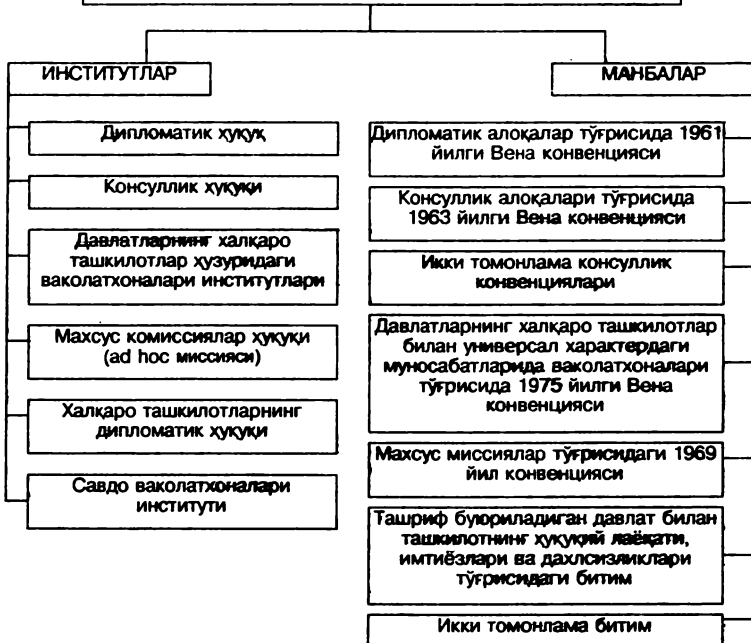 ИНСТИТУТЛАР
Дипломатик ҳуқуқ
Консуллик ҳуқуқи
Давлатларнинг халқаро
ташкилотлар ҳузуридаги
ваколатхоналари институтлари
Махсус комиссиялар ҳуқуқи
(ad hoc миссияси)
Халқаро ташкилотларнинг
дипломатик ҳуқуқи
Савдо ваколатхоналари
институти
МАНБАЛАР
Дипломатик алоқалар тўғрисида 1961
йилги Вена конвенцияси
Консуллик алоқалари тўғрисида
1963 йилги Вена конвенцияси
Икки томонлама консуллик
конвенциялари
Давлатларнинг халқаро ташкилотлар
билан универсал характердаги
муносабатларида ваколатхоналари
тўғрисида 1975 йилги Вена
конвенцияси
Махсус миссиялар тўғрисидаги 1969
йил конвенцияси
Ташриф буюриладиган давлат билан
ташкилотнинг ҳуқуқий лаёқати,
имтиёзлари ва дахлсизликлари
тўғрисидаги битим
Икки томонлама битим